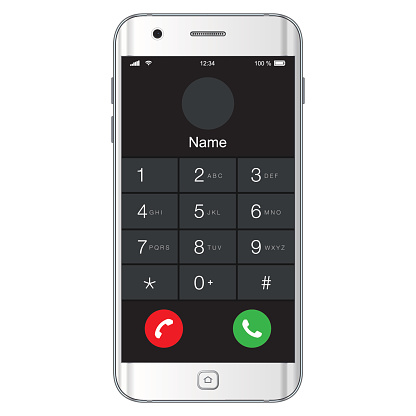 12:34 100 %
Name
1 2 ABC 3 DEF
4 GHI 5 JKL 6 MNO
7 PQRS 8 TUV 9 WXYZ
* 0 + #